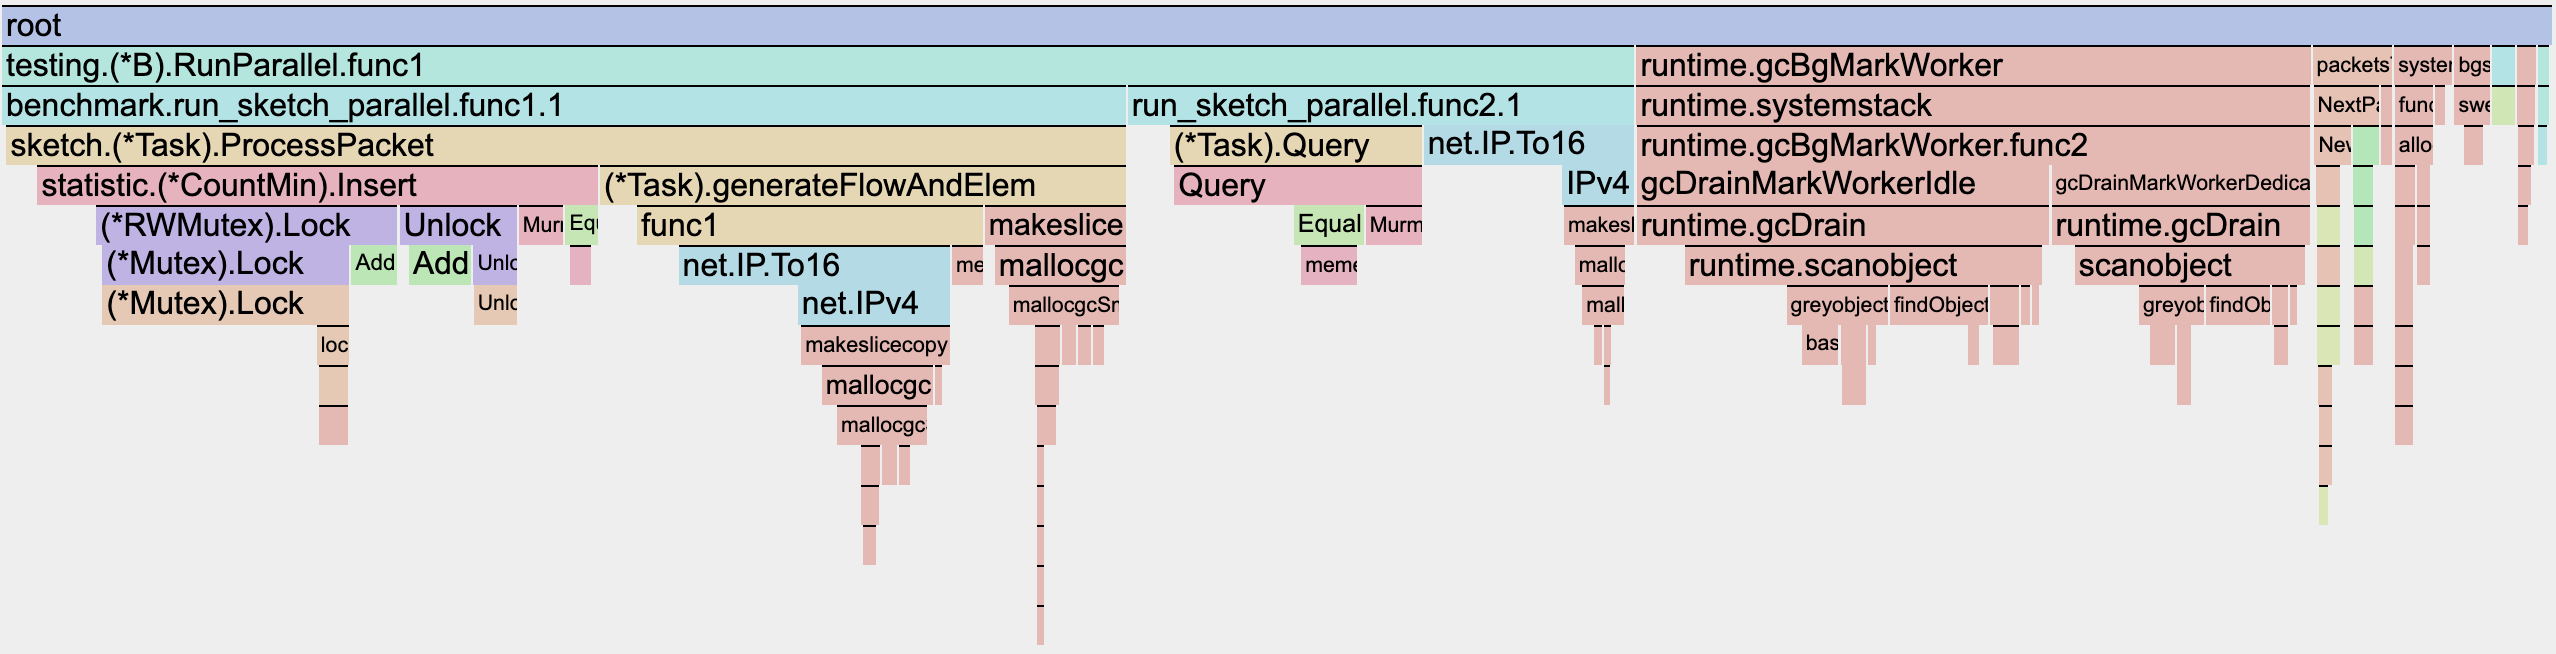 root
testing.(*B).RunParallel.func1 runtime.gcBgMarkWorker packets syster bgs
benchmark.run_sketch_parallel.func1.1 run_sketch_parallel.func2.1 runtime.systemstack NextPa func swe
sketch.(*Task).ProcessPacket (*Task).Query net.IP.To16 runtime.gcBgMarkWorker.func2 Nev allo
statistic.(*CountMin).Insert (*Task).generateFlowAndElem Query IPv4 gcDrainMarkWorkerIdle gcDrainMarkWorkerDedica
(*RWMutex).Lock Unlock Murr Equ func1 makeslice Equal Murm makesl runtime.gcDrain runtime.gcDrain
(*Mutex).Lock Add Add Unlo net.IP.To16 me mallocgc meme mallo runtime.scanobject scanobject
(*Mutex).Lock Unlo net.IPv4 mallocgcSm mall greyobject findObject greyob findOb
loc makeslicecopy bas
mallocgc
mallocgc